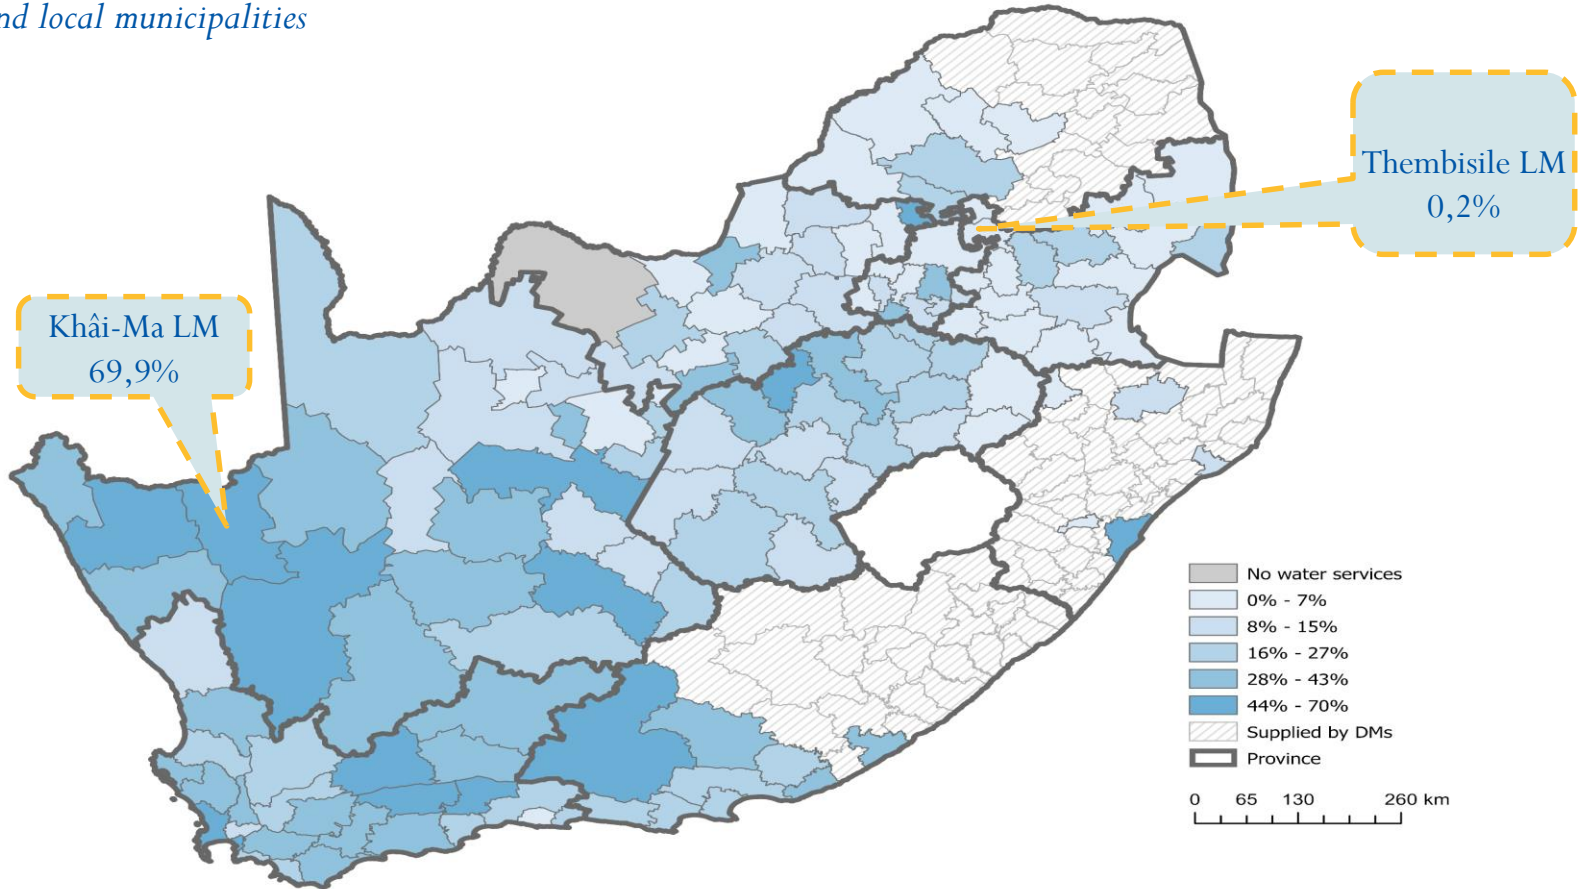 nd local municipalities
Thembisile LM
0,2%
Khâi-Ma LM
69,9%
No water services
0% - 7%
8% - 15%
16% - 27%
28% - 43%
44% - 70%
Supplied by DMs
Province
0 65 130 260 km